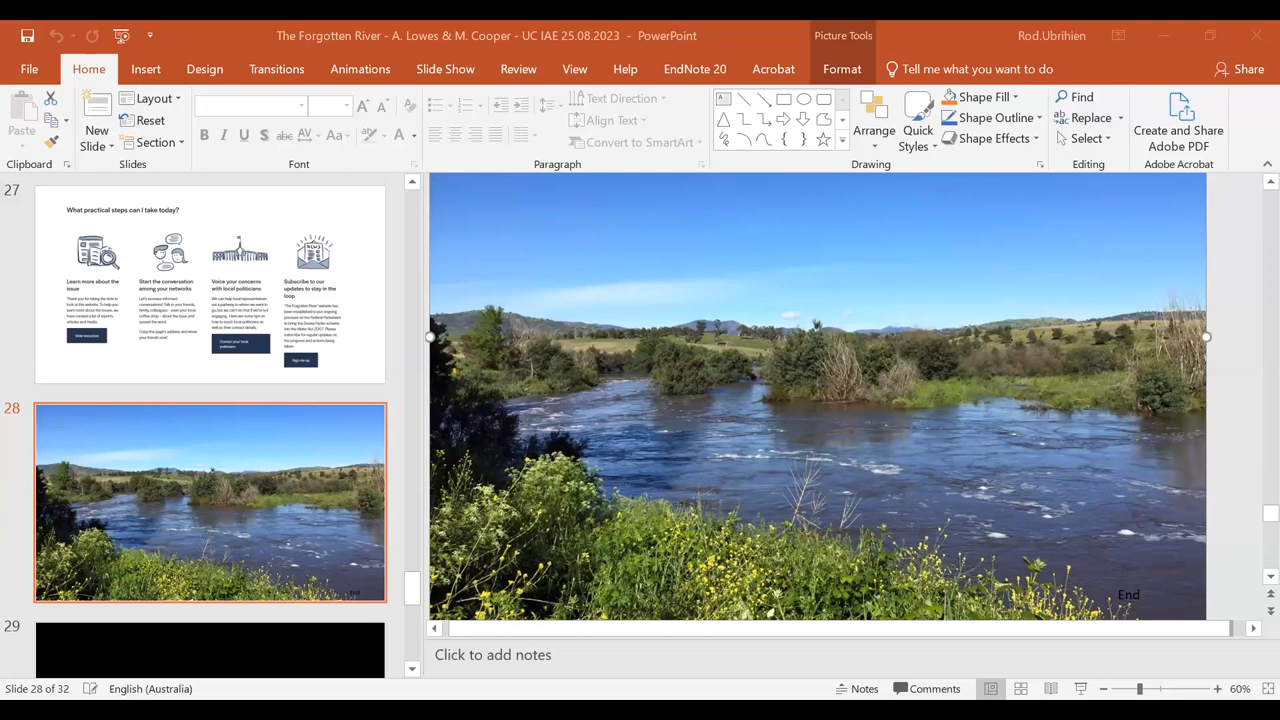 The Forgotten River - A. Lowes & M. Cooper - UC IAE 25.08.2023 - PowerPoint
Picture Tools
Rod.Ubrihien
File Home Insert Design Transitions Animations Slide Show Review View Help EndNote 20 Acrobat Format Tell me what you want to do Share
Paste
New Slide
Layout
Reset
Section
Text Direction
Align Text
Convert to SmartArt
Arrange
Quick Styles
Shape Fill
Shape Outline
Shape Effects
Find
Replace
Select
Create and Share Adobe PDF
Clipboard Slides Font Paragraph Drawing Editing Adobe Acrobat
27
What practical steps can I take today?
NEWS
Learn more about the
issue
Start the conversation
among your networks
Voice your concerns
with local politicians
Subscribe to our
updates to stay in the
loop
28
End
29
End
Click to add notes
Slide 28 of 32 English (Australia) Notes Comments 60%